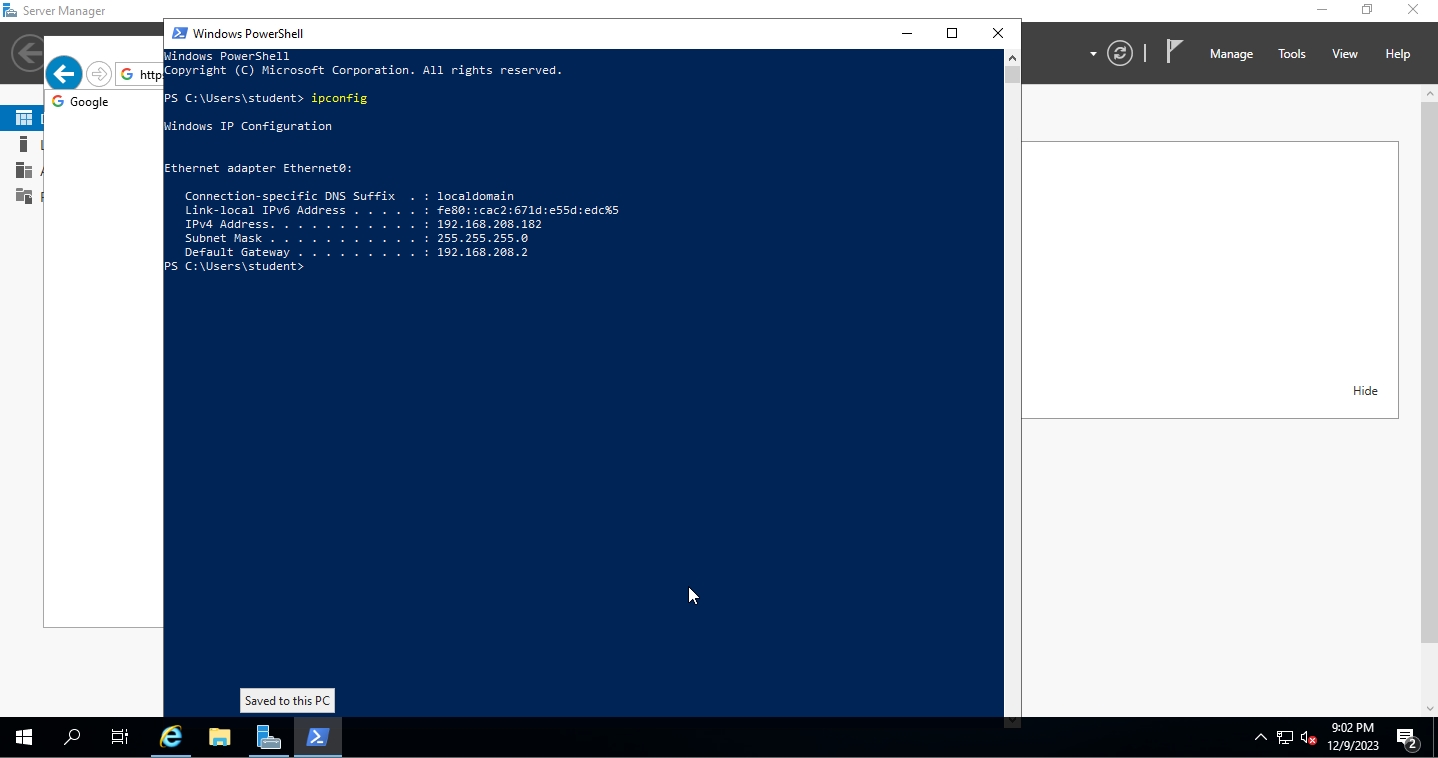 Server Manager
Windows PowerShell
Manage Tools View Help
http
Google
Windows PowerShell
Copyright (C) Microsoft Corporation. All rights reserved.
PS C:\Users\student> ipconfig
Windows IP Configuration
Ethernet adapter Ethernet0:
Connection-specific DNS Suffix . : localdomain
Link-local IPv6 Address . . . . . : fe80::cac2:671d:e55d:edc%5
IPv4 Address. . . . . . . . . . . : 192.168.208.182
Subnet Mask . . . . . . . . . . . : 255.255.255.0
Default Gateway . . . . . . . . . : 192.168.208.2
PS C:\Users\student>
Hide
Saved to this PC
9:02 PM
12/9/2023
2